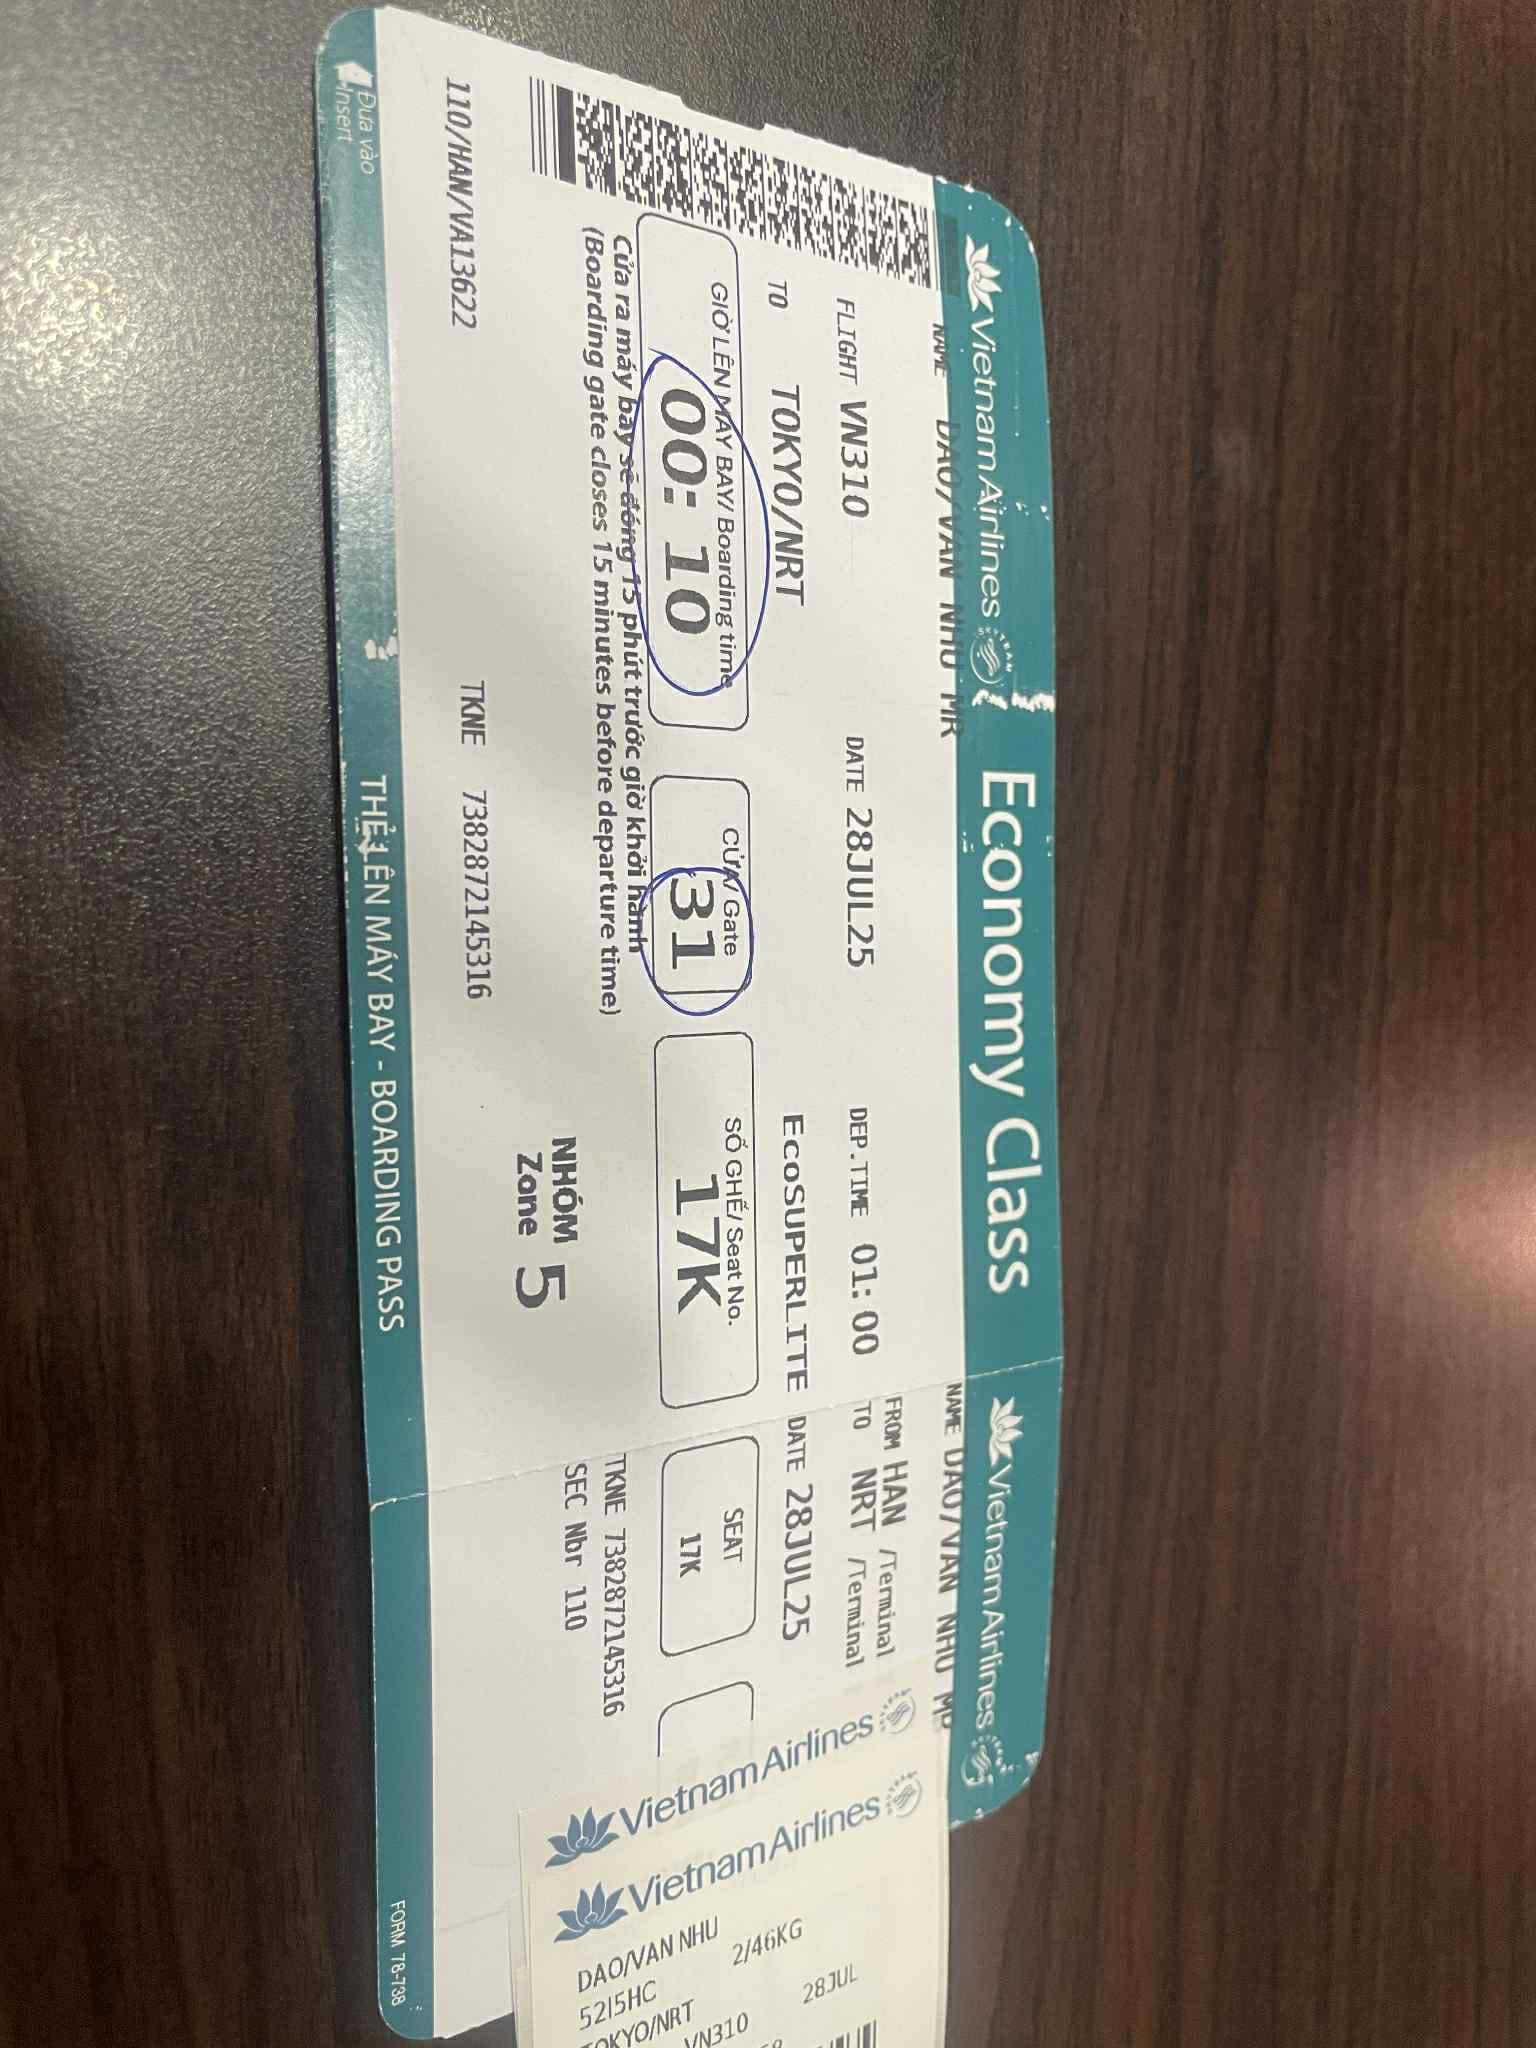 Vietnam Airlines SKYTEAM Economy Class
NAME DAO/VAN NHU MR
FLIGHT VN310 DATE 28JUL25 DEP.TIME 01:00
TO TOKYO/NRT EcoSUPERLITE
GIỜ LÊN MÁY BAY/ Boarding time
00:10
CỬA/ Gate
31
SỐ GHẾ/ Seat No.
17K
Cửa ra máy bay sẽ đóng 15 phút trước giờ khởi hành
(Boarding gate closes 15 minutes before departure time)
NHÓM
Zone 5
110/HAN/VA13622 TKNE 7382872145316
Đưa vào
Insert
THẺ LÊN MÁY BAY - BOARDING PASS
Vietnam Airlines
NAME DAO/VAN NHU MR
FROM HAN /Terminal
TO NRT /Terminal
DATE 28JUL25
SEAT
17K
TKNE 7382872145316
SEC Nbr 110
FORM 78-738
Vietnam Airlines
Vietnam Airlines
DAO/VAN NHU 2/46KG
52I5HC 28JUL
TOKYO/NRT
VN310